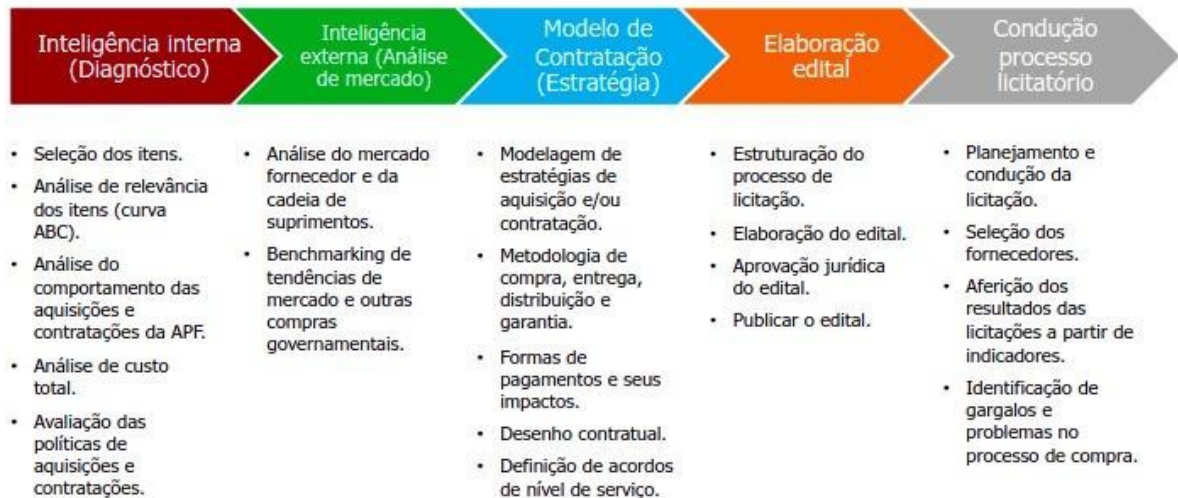 Inteligência interna
(Diagnóstico)
Inteligência
externa (Análise
de mercado)
Modelo de
Contratação
(Estratégia)
Elaboração
edital
Condução
processo
licitatório
• Seleção dos itens.
• Análise de relevância
dos itens (curva
ABC).
• Análise do
comportamento das
aquisições e
contratações da APF.
• Análise de custo
total.
• Avaliação das
políticas de
aquisições e
contratações.
• Análise do mercado
fornecedor e da
cadeia de
suprimentos.
• Benchmarking de
tendências de
mercado e outras
compras
governamentais.
• Modelagem de
estratégias de
aquisição e/ou
contratação.
• Metodologia de
compra, entrega,
distribuição e
garantia.
• Formas de
pagamentos e seus
impactos.
• Desenho contratual.
• Definição de acordos
de nível de serviço.
• Estruturação do
processo de
licitação.
• Elaboração do edital.
• Aprovação jurídica
do edital.
• Publicar o edital.
• Planejamento e
condução da
licitação.
• Seleção dos
fornecedores.
• Aferição dos
resultados das
licitações a partir de
indicadores.
• Identificação de
gargalos e
problemas no
processo de compra.